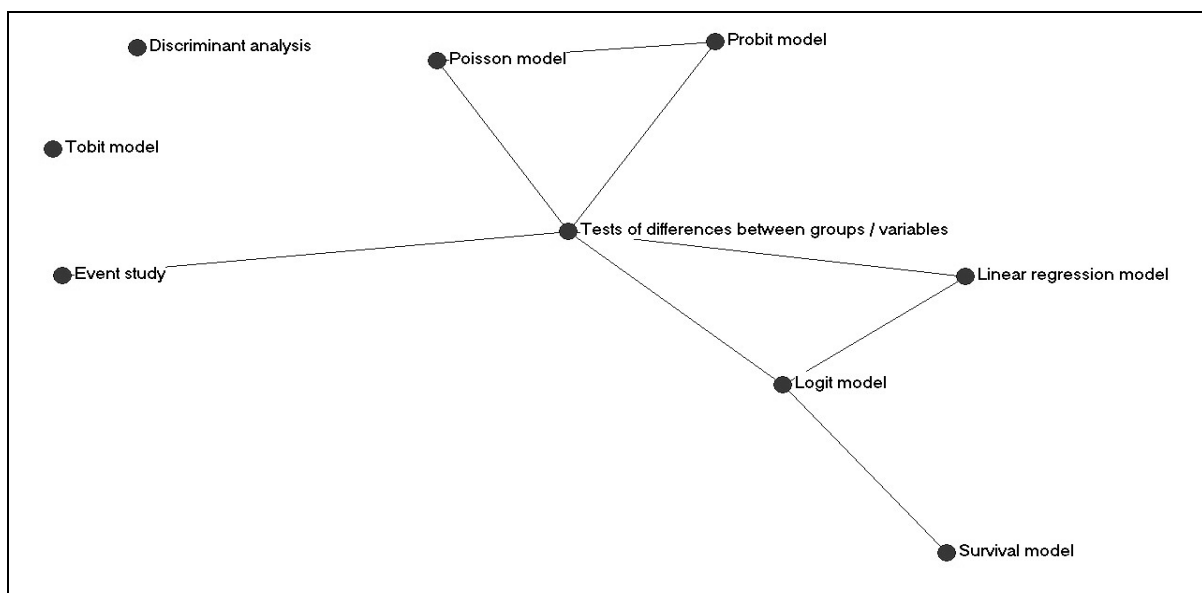 Discriminant analysis
Poisson model
Probit model
Tobit model
Tests of differences between groups / variables
Event study
Linear regression model
Logit model
Survival model